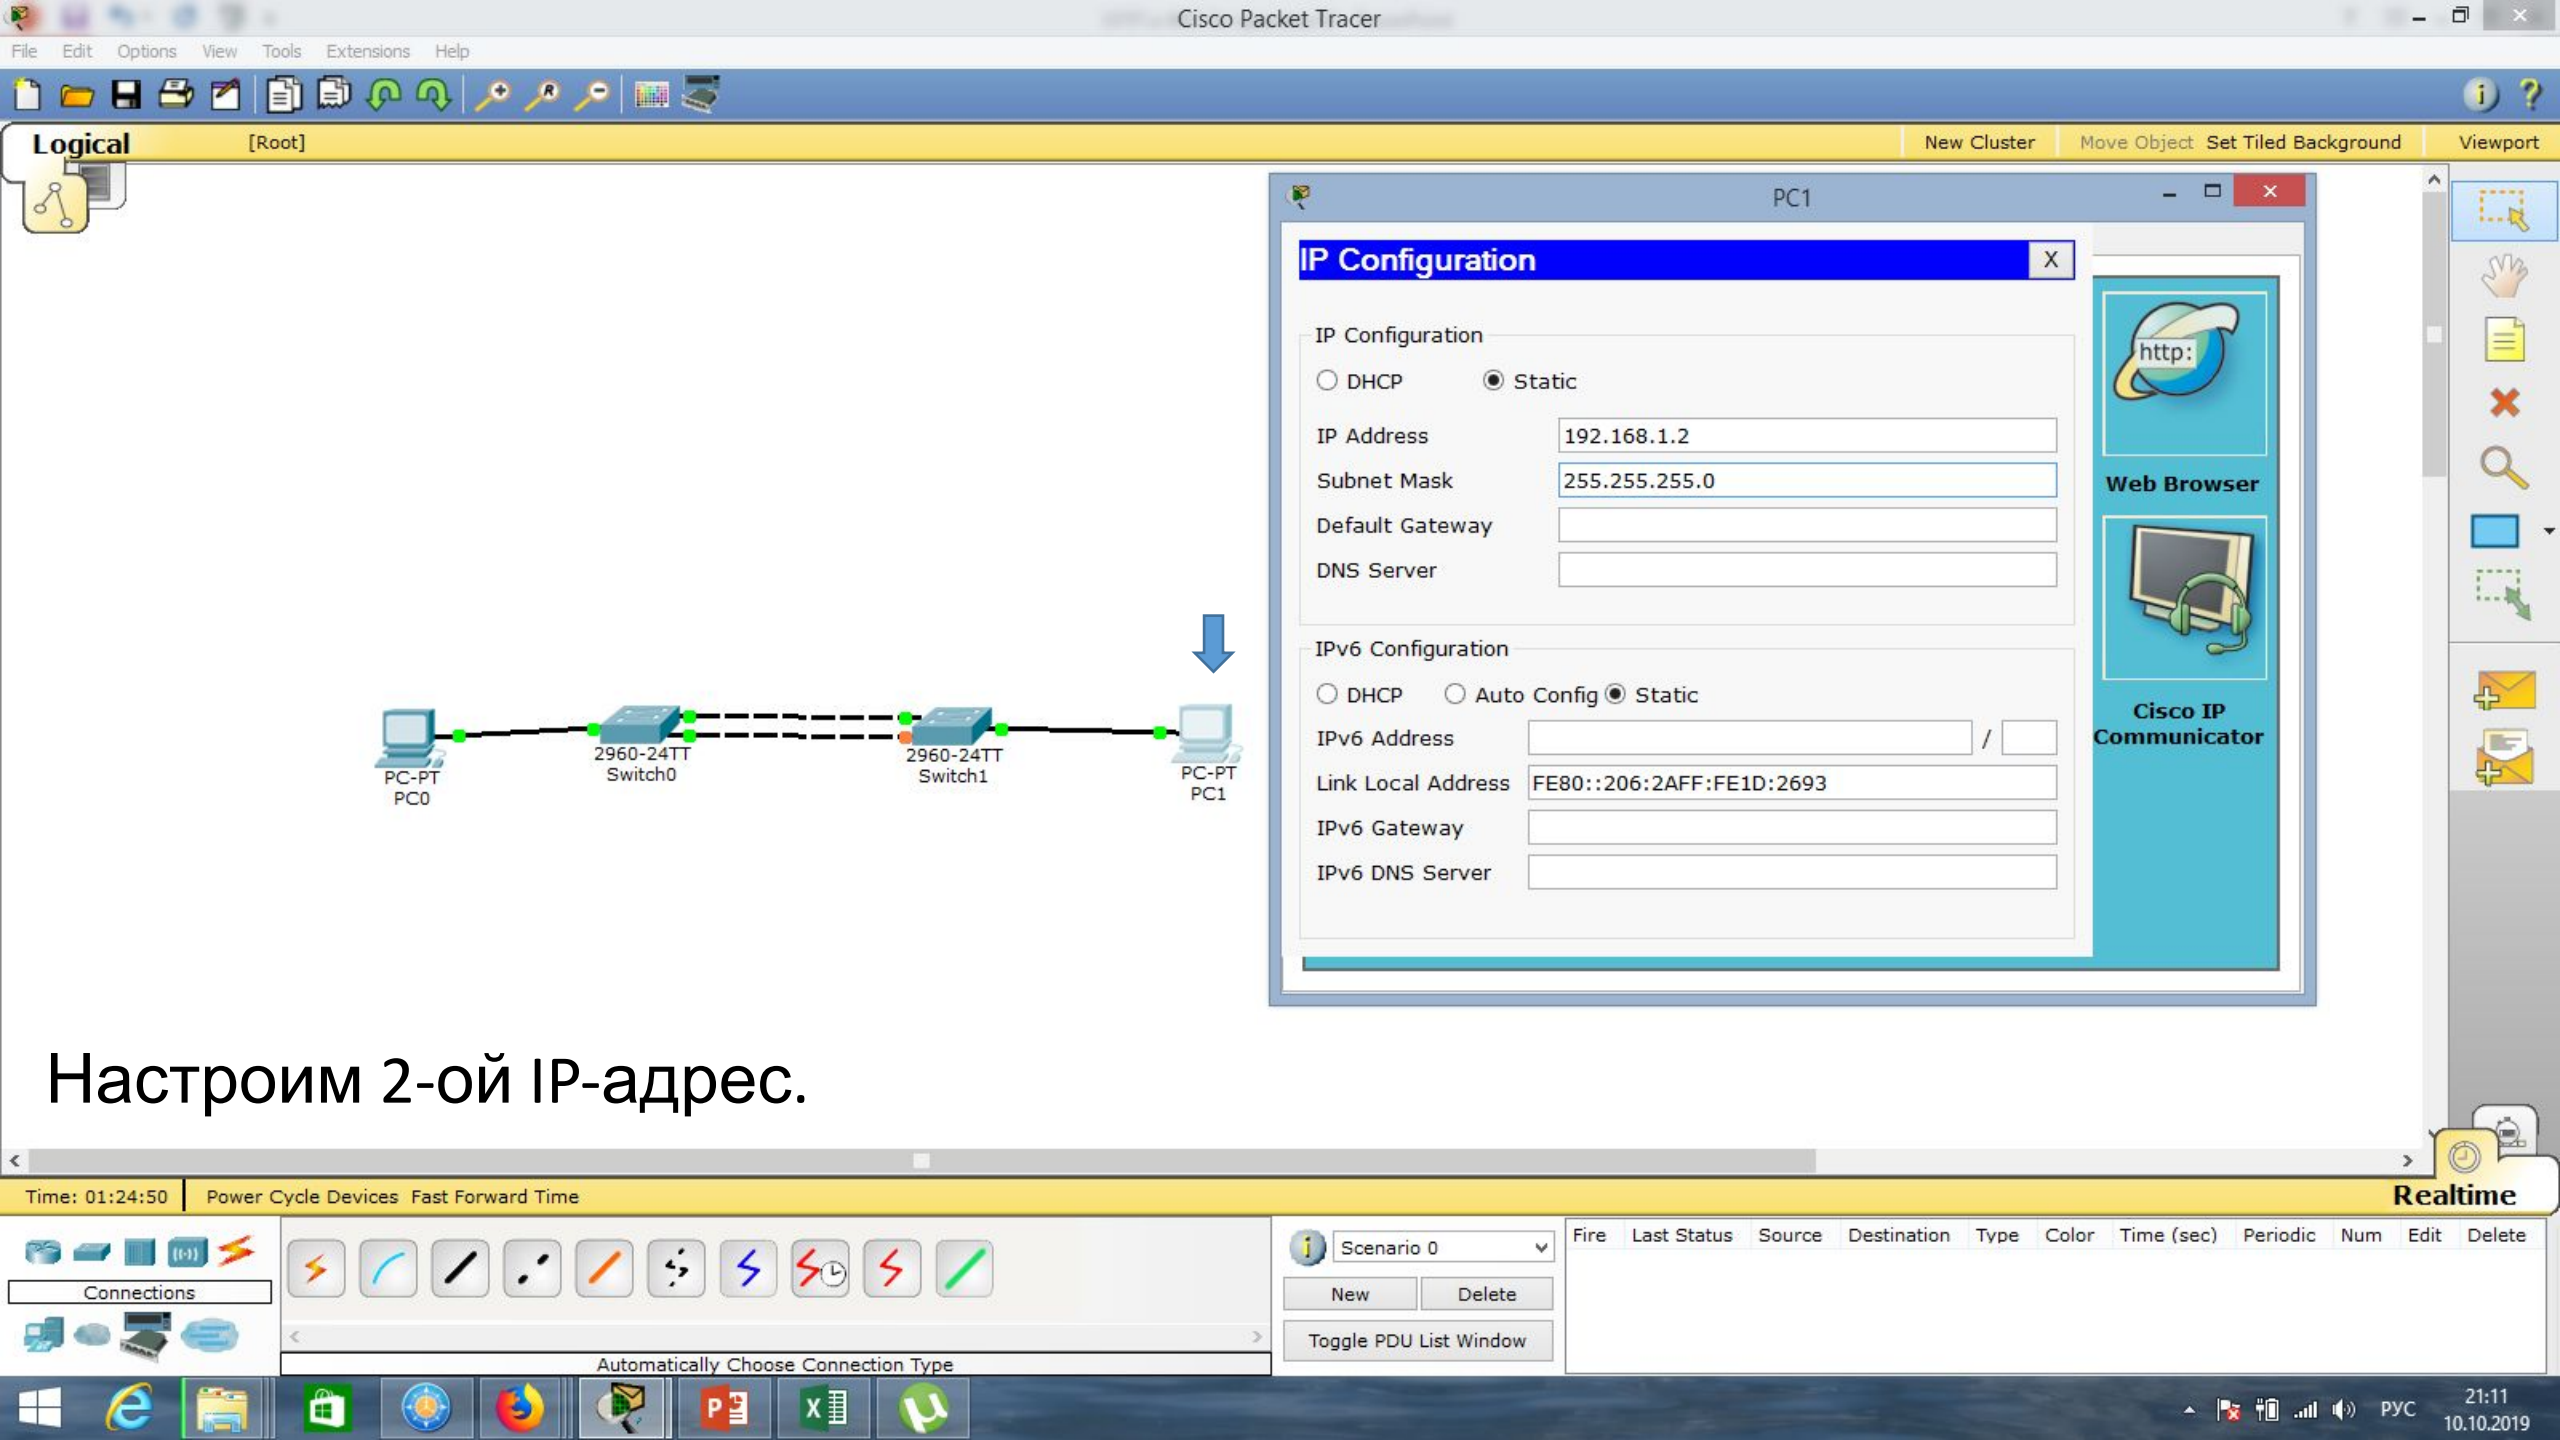 Cisco Packet Tracer
File Edit Options View Tools Extensions Help
Logical [Root] New Cluster Move Object Set Tiled Background Viewport
PC1
IP Configuration X
IP Configuration
DHCP Static
IP Address 192.168.1.2
Subnet Mask 255.255.255.0
Default Gateway
DNS Server
IPv6 Configuration
DHCP Auto Config Static
IPv6 Address /
Link Local Address FE80::206:2AFF:FE1D:2693
IPv6 Gateway
IPv6 DNS Server
http:
Web Browser
Cisco IP
Communicator
PC-PT
PC0
2960-24TT
Switch0
2960-24TT
Switch1
PC-PT
PC1
Настроим 2-ой IP-адрес.
Time: 01:24:50 Power Cycle Devices Fast Forward Time Realtime
Connections
Automatically Choose Connection Type
Scenario 0
New Delete
Toggle PDU List Window
Fire Last Status Source Destination Type Color Time (sec) Periodic Num Edit Delete
РУС
21:11
10.10.2019